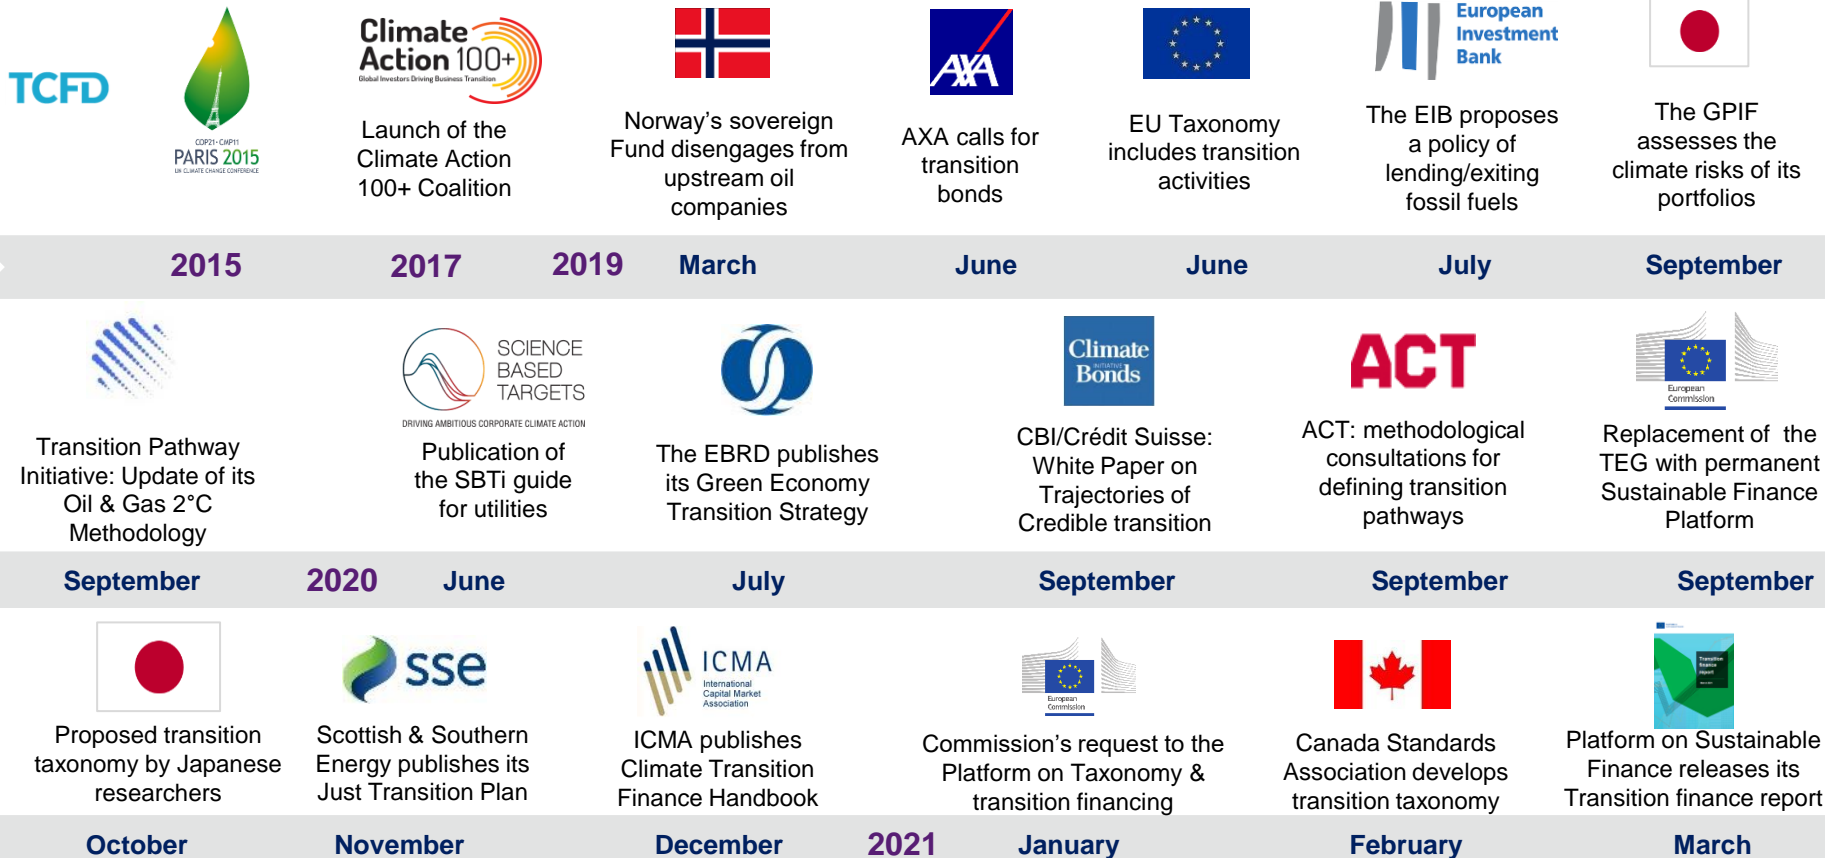 TCFD
COP21 • CMP11
PARIS 2015
UN CLIMATE CHANGE CONFERENCE
Climate
Action 100+
Global Investors Driving Business Transition
Launch of the
Climate Action
100+ Coalition
Norway's sovereign
Fund disengages from
upstream oil
companies
AXA
AXA calls for
transition
bonds
EU Taxonomy
includes transition
activities
European
Investment
Bank
The EIB proposes
a policy of
lending/exiting
fossil fuels
The GPIF
assesses the
climate risks of its
portfolios
2015
2017
2019
March
June
June
July
September
Transition Pathway
Initiative: Update of its
Oil & Gas 2°C
Methodology
SCIENCE
BASED
TARGETS
DRIVING AMBITIOUS CORPORATE CLIMATE ACTION
Publication of
the SBTi guide
for utilities
The EBRD publishes
its Green Economy
Transition Strategy
Climate
INITIATIVE
Bonds
CBI/Crédit Suisse:
White Paper on
Trajectories of
Credible transition
ACT
ACT: methodological
consultations for
defining transition
pathways
European
Commission
Replacement of the
TEG with permanent
Sustainable Finance
Platform
September
2020
June
July
September
September
September
Proposed transition
taxonomy by Japanese
researchers
sse
Scottish & Southern
Energy publishes its
Just Transition Plan
ICMA
International
Capital Market
Association
ICMA publishes
Climate Transition
Finance Handbook
European
Commission
Commission's request to the
Platform on Taxonomy &
transition financing
Canada Standards
Association develops
transition taxonomy
Transition
finance
report
Platform on Sustainable
Finance releases its
Transition finance report
October
November
December
2021
January
February
March